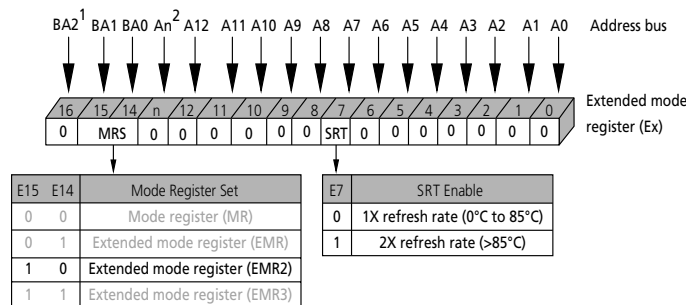 BA2¹ BA1 BA0 An² A12 A11 A10 A9 A8 A7 A6 A5 A4 A3 A2 A1 A0 Address bus
16 15 14 n 12 11 10 9 8 7 6 5 4 3 2 1 0 Extended mode
0 MRS 0 0 0 0 0 0 SRT 0 0 0 0 0 0 0 register (Ex)
E15 E14 Mode Register Set
0 0 Mode register (MR)
0 1 Extended mode register (EMR)
1 0 Extended mode register (EMR2)
1 1 Extended mode register (EMR3)
E7 SRT Enable
0 1X refresh rate (0°C to 85°C)
1 2X refresh rate (>85°C)